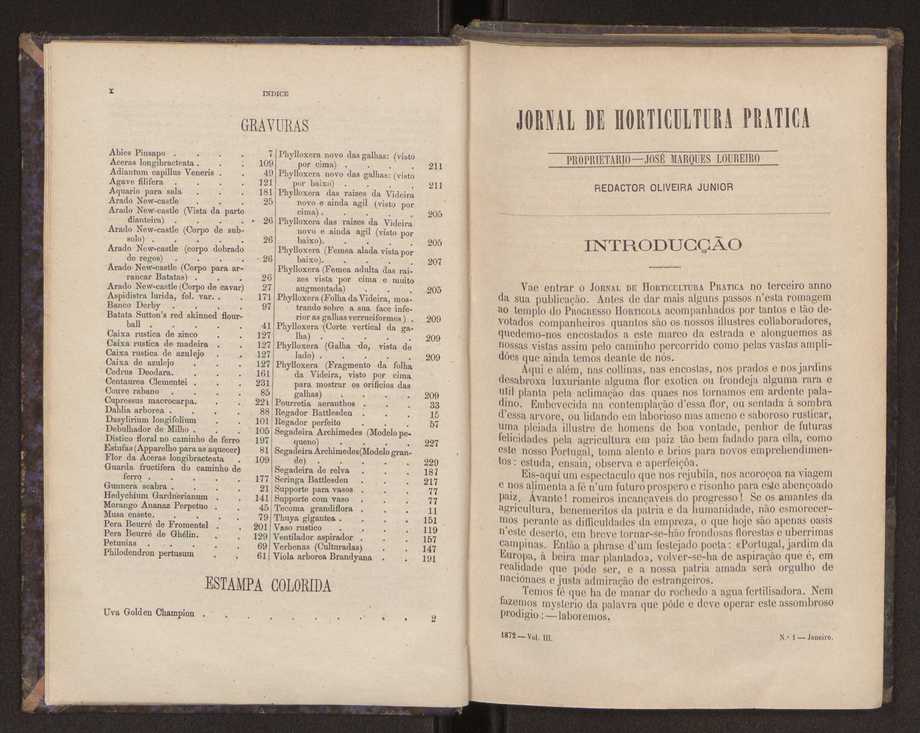 X
INDICE
GRAVURAS
Abies Pinsapo . . . . 7
Aceras longibracteata . . . 109
Adiantum capillus Veneris . . 49
Agave filifera . . . . 121
Aquario para sala . . . 181
Arado New-castle . . . 25
Arado New-castle (Vista da parte
dianteira) . . . . . 26
Arado New-castle (Corpo de sub-
solo) . . . . . . 26
Arado New-castle (corpo dobrado
de regos) . . . . . 26
Arado New-castle (Corpo para ar-
rancar Batatas) . . . . 26
Arado New-castle (Corpo de cavar) 27
Aspidistra lurida, fol. var. . . 171
Banco Derby . . . . 97
Batata Sutton's red skinned flour-
ball . . . . . . 41
Caixa rustica de zinco . . 127
Caixa rustica de madeira . . 127
Caixa rustica de azulejo . . 127
Caixa de azulejo . . . 127
Cedrus Deodara. . . . 161
Centaurea Clementei . . . 231
Couve rabano . . . . 85
Cupressus macrocarpa. . . 221
Dahlia arborea . . . . 88
Dasylirium longifolium . . 101
Debulhador de Milho . . . 105
Distico floral no caminho de ferro 197
Estufas (Apparelho para as aquecer) 81
Flor da Aceras longibracteata . 109
Guarda fructifera do caminho de
ferro . . . . . . 177
Gunnera scabra . . . . 21
Hedychium Gardnerianum . . 141
Morango Ananaz Perpetuo . . 45
Musa ensete. . . . . 79
Pera Beurré de Fromentel . . 201
Pera Beurré de Ghélin. . . 129
Petunias . . . . . 69
Philodendron pertusum . . 61
Phylloxera novo das galhas: (visto
por cima) . . . . . 211
Phylloxera novo das galhas: (visto
por baixo) . . . . . 211
Phylloxera das raizes da Videira
novo e ainda agil (visto por
cima) . . . . . . 205
Phylloxera das raizes da Videira
novo e ainda agil (visto por
baixo). . . . . . 205
Phylloxera (Femea alada vista por
baixo). . . . . . 207
Phylloxera (Femea adulta das rai-
zes vista por cima e muito
augmentada) . . . . 205
Phylloxera (Folha da Videira, mos-
trando sobre a sua face infe-
rior as galhas verruciformes) . 209
Phylloxera (Corte vertical da ga-
lha) . . . . . . 209
Phylloxera (Galha do, vista de
lado) . . . . . . 209
Phylloxera (Fragmento da folha
da Videira, visto por cima
para mostrar os orificios das
galhas) . . . . . 209
Pourretia aeranthos . . . 33
Regador Battlesden . . . 15
Regador perfeito . . . 57
Segadeira Archimedes (Modelo pe-
queno) . . . . . 227
Segadeira Archimedes (Modelo gran-
de) . . . . . . 229
Segadeira de relva . . . 187
Seringa Battlesden . . . 217
Supporte para vasos . . . 77
Supporte com vaso . . . 77
Tecoma grandiflora . . . 11
Thuya gigantea . . . . 151
Vaso rustico . . . . 119
Ventilador aspirador . . . 157
Verbenas (Culturadas) . . 147
Viola arborea Brandyana . . 191
ESTAMPA COLORIDA
Uva Golden Champion . . . . . . . . . 2
JORNAL DE HORTICULTURA PRATICA
PROPRIETARIO—JOSÉ MARQUES LOUREIRO
REDACTOR OLIVEIRA JUNIOR
INTRODUCÇÃO
Vae entrar o JORNAL DE HORTICULTURA PRATICA no terceiro anno
da sua publicação. Antes de dar mais alguns passos n'esta romagem
ao templo do PROGRESSO HORTICOLA acompanhados por tantos e tão de-
votados companheiros quantos são os nossos illustres collaboradores,
quedemo-nos encostados a este marco da estrada e alonguemos as
nossas vistas assim pelo caminho percorrido como pelas vastas ampli-
dões que ainda temos deante de nós.
Aqui e além, nas collinas, nas encostas, nos prados e nos jardins
desabroxa luxuriante alguma flor exotica ou frondeja alguma rara e
util planta pela aclimação das quaes nos tornamos em ardente pala-
dino. Embevecida na contemplação d'essa flor, ou sentada à sombra
d'essa arvore, ou lidando em laborioso mas ameno e saboroso rusticar,
uma pleiada illustre de homens de boa vontade, penhor de futuras
felicidades pela agricultura em paiz tão bem fadado para ella, como
este nosso Portugal, toma alento e brios para novos emprehendimen-
tos: estuda, ensaia, observa e aperfeiçôa.
Eis-aqui um espectaculo que nos rejubila, nos acoroçoa na viagem
e nos alimenta a fé n'um futuro prospero e risonho para este abençoado
paiz. Avante! romeiros incançaveis do progresso! Se os amantes da
agricultura, benemeritos da patria e da humanidade, não esmorecer-
mos perante as difficuldades da empreza, o que hoje são apenas oasis
n'este deserto, em breve tornar-se-hão frondosas florestas e uberrimas
campinas. Então a phrase d'um festejado poeta: «Portugal, jardim da
Europa, à beira mar plantado», volver-se-ha de aspiração que é, em
realidade que póde ser, e a nossa patria amada serà orgulho de
nacionaes e justa admiração de estrangeiros.
Temos fé que ha de manar do rochedo a agua fertilisadora. Nem
fazemos mysterio da palavra que póde e deve operar este assombroso
prodigio:—laboremos.
1872—Vol. III.
N.º 1—Janeiro.